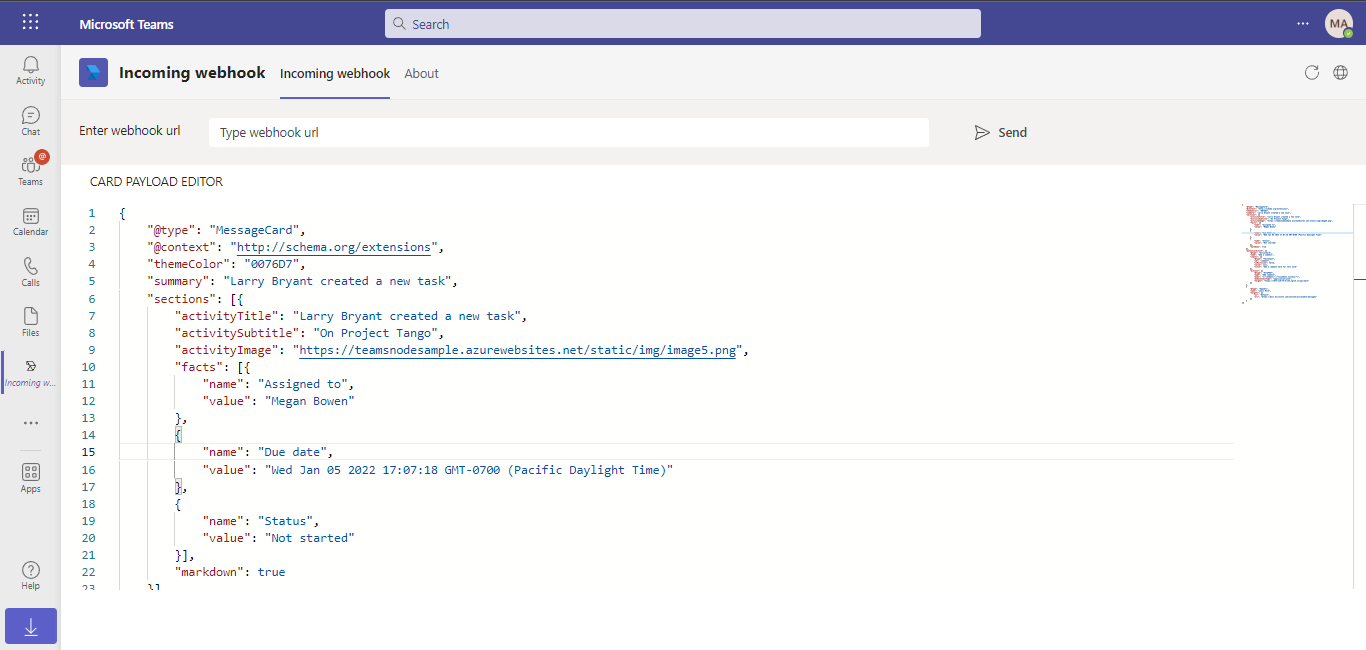 Microsoft Teams
Search
MA
Activity
Chat
@
Teams
Calendar
Calls
Files
Incoming w...
Apps
Help
Incoming webhook
Incoming webhook
About
Enter webhook url
Type webhook url
Send
CARD PAYLOAD EDITOR
1 {
2 "@type": "MessageCard",
3 "@context": "http://schema.org/extensions",
4 "themeColor": "0076D7",
5 "summary": "Larry Bryant created a new task",
6 "sections": [{
7 "activityTitle": "Larry Bryant created a new task",
8 "activitySubtitle": "On Project Tango",
9 "activityImage": "https://teamsnodesample.azurewebsites.net/static/img/image5.png",
10 "facts": [{
11 "name": "Assigned to",
12 "value": "Megan Bowen"
13 },
14 {
15 "name": "Due date",
16 "value": "Wed Jan 05 2022 17:07:18 GMT-0700 (Pacific Daylight Time)"
17 },
18 {
19 "name": "Status",
20 "value": "Not started"
21 }],
22 "markdown": true
23 }]